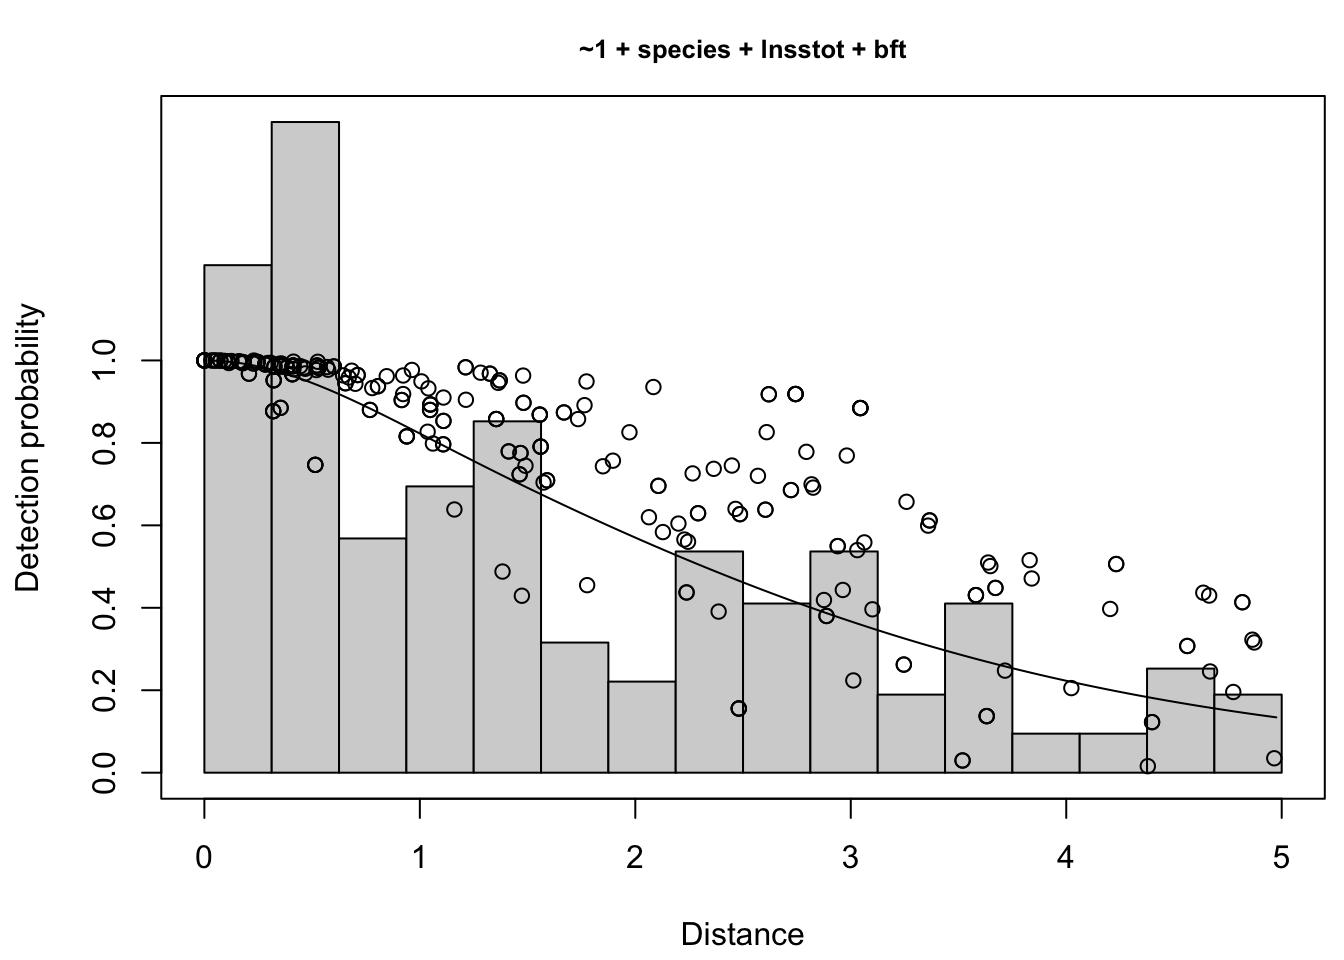 ~1 + species + lnsstot + bft
Detection probability
1.0
0.8
0.6
0.4
0.2
0.0
0 1 2 3 4 5
Distance